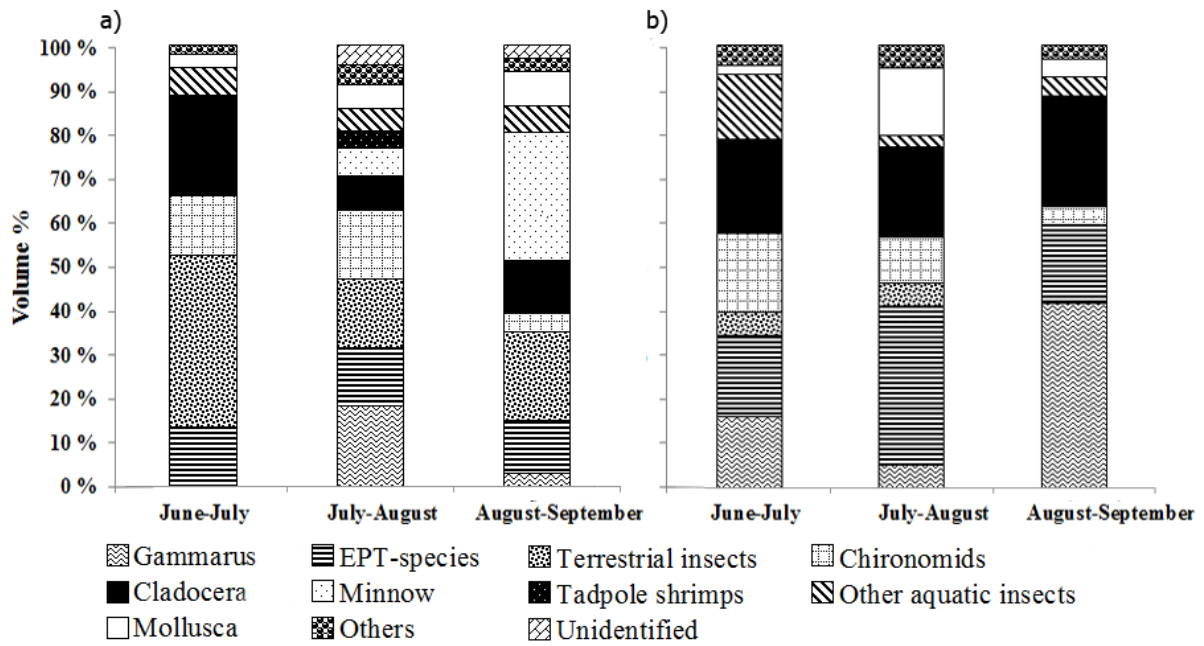 a)
b)
100 %
90 %
80 %
70 %
60 %
50 %
40 %
30 %
20 %
10 %
0 %
Volume %
June-July July-August August-September
June-July July-August August-September
Gammarus EPT-species Terrestrial insects Chironomids
Cladocera Minnow Tadpole shrimps Other aquatic insects
Mollusca Others Unidentified